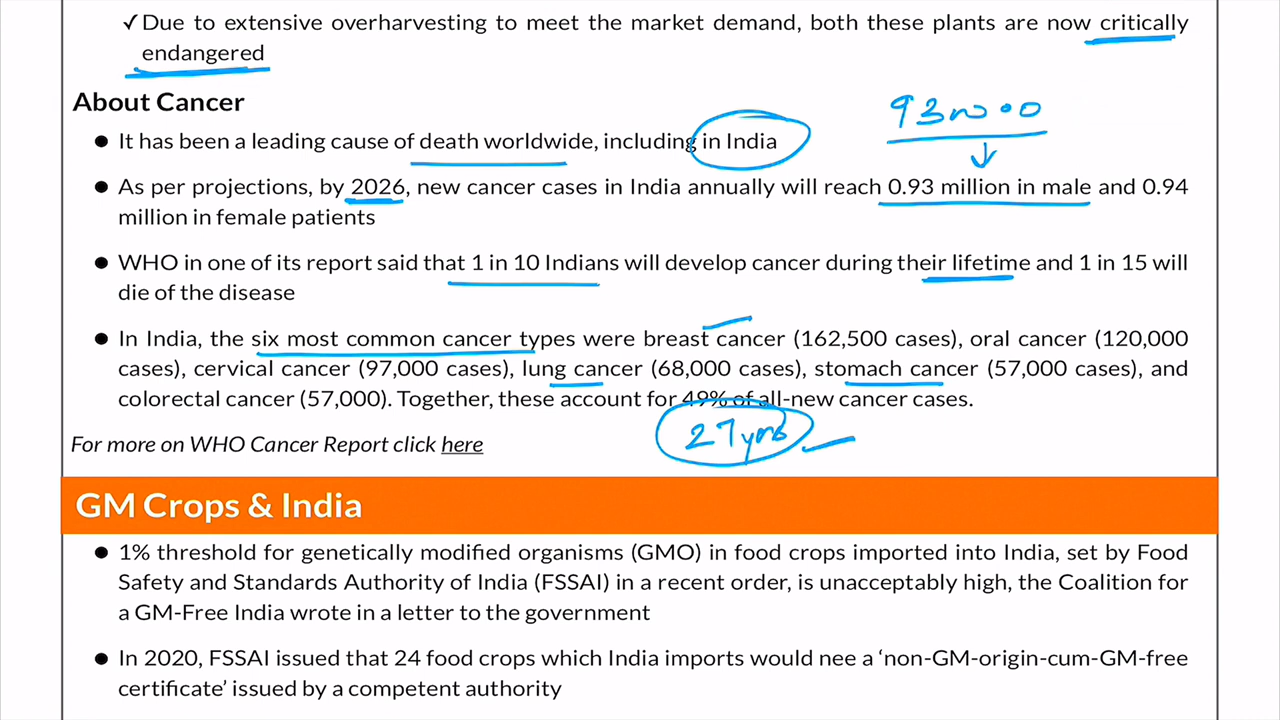 ✓Due to extensive overharvesting to meet the market demand, both these plants are now critically
endangered
About Cancer
● It has been a leading cause of death worldwide, including in India
● As per projections, by 2026, new cancer cases in India annually will reach 0.93 million in male and 0.94
million in female patients
● WHO in one of its report said that 1 in 10 Indians will develop cancer during their lifetime and 1 in 15 will
die of the disease
● In India, the six most common cancer types were breast cancer (162,500 cases), oral cancer (120,000
cases), cervical cancer (97,000 cases), lung cancer (68,000 cases), stomach cancer (57,000 cases), and
colorectal cancer (57,000). Together, these account for 49% of all-new cancer cases.
27yrs
For more on WHO Cancer Report click here
GM Crops & India
● 1% threshold for genetically modified organisms (GMO) in food crops imported into India, set by Food
Safety and Standards Authority of India (FSSAI) in a recent order, is unacceptably high, the Coalition for
a GM-Free India wrote in a letter to the government
● In 2020, FSSAI issued that 24 food crops which India imports would nee a ‘non-GM-origin-cum-GM-free
certificate’ issued by a competent authority